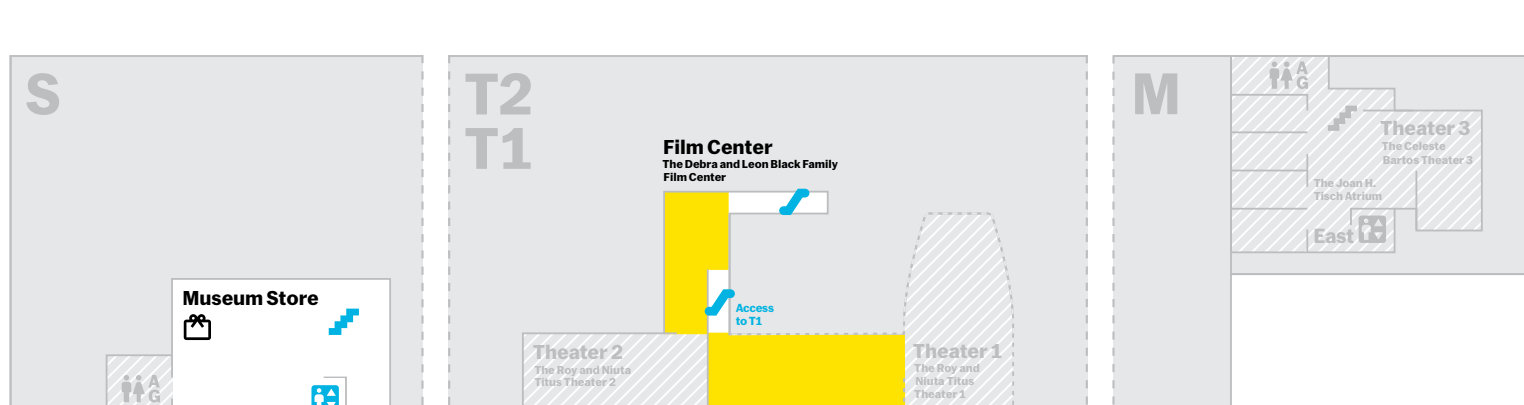 S
Museum Store
A
G
T2
T1
Film Center
The Debra and Leon Black Family
Film Center
Access
to T1
Theater 2
The Roy and Niuta
Titus Theater 2
Theater 1
The Roy and
Niuta Titus
Theater 1
M
A
G
Theater 3
The Celeste
Bartos Theater 3
The Joan H.
Tisch Atrium
East